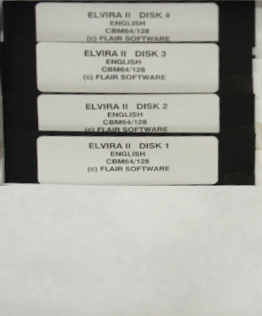 ELVIRA II DISK 4
ENGLISH
CBM64/128
(c) FLAIR SOFTWARE
ELVIRA II DISK 3
ENGLISH
CBM64/128
(c) FLAIR SOFTWARE
ELVIRA II DISK 2
ENGLISH
CBM64/128
(c) FLAIR SOFTWARE
ELVIRA II DISK 1
ENGLISH
CBM64/128
(c) FLAIR SOFTWARE